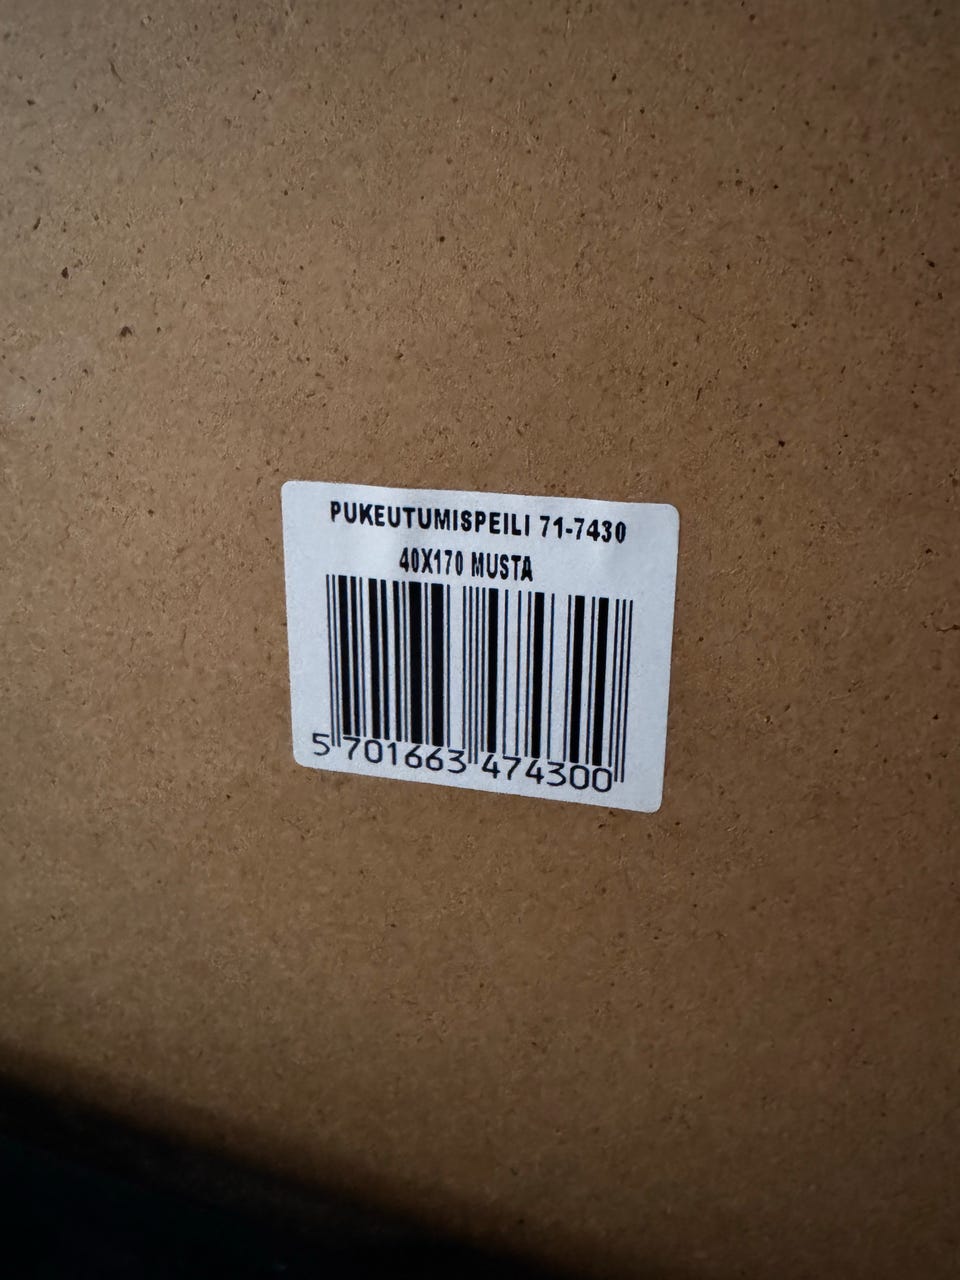 PUKEUTUMISPEILI 71-7430
40X170 MUSTA
5 701663 474300